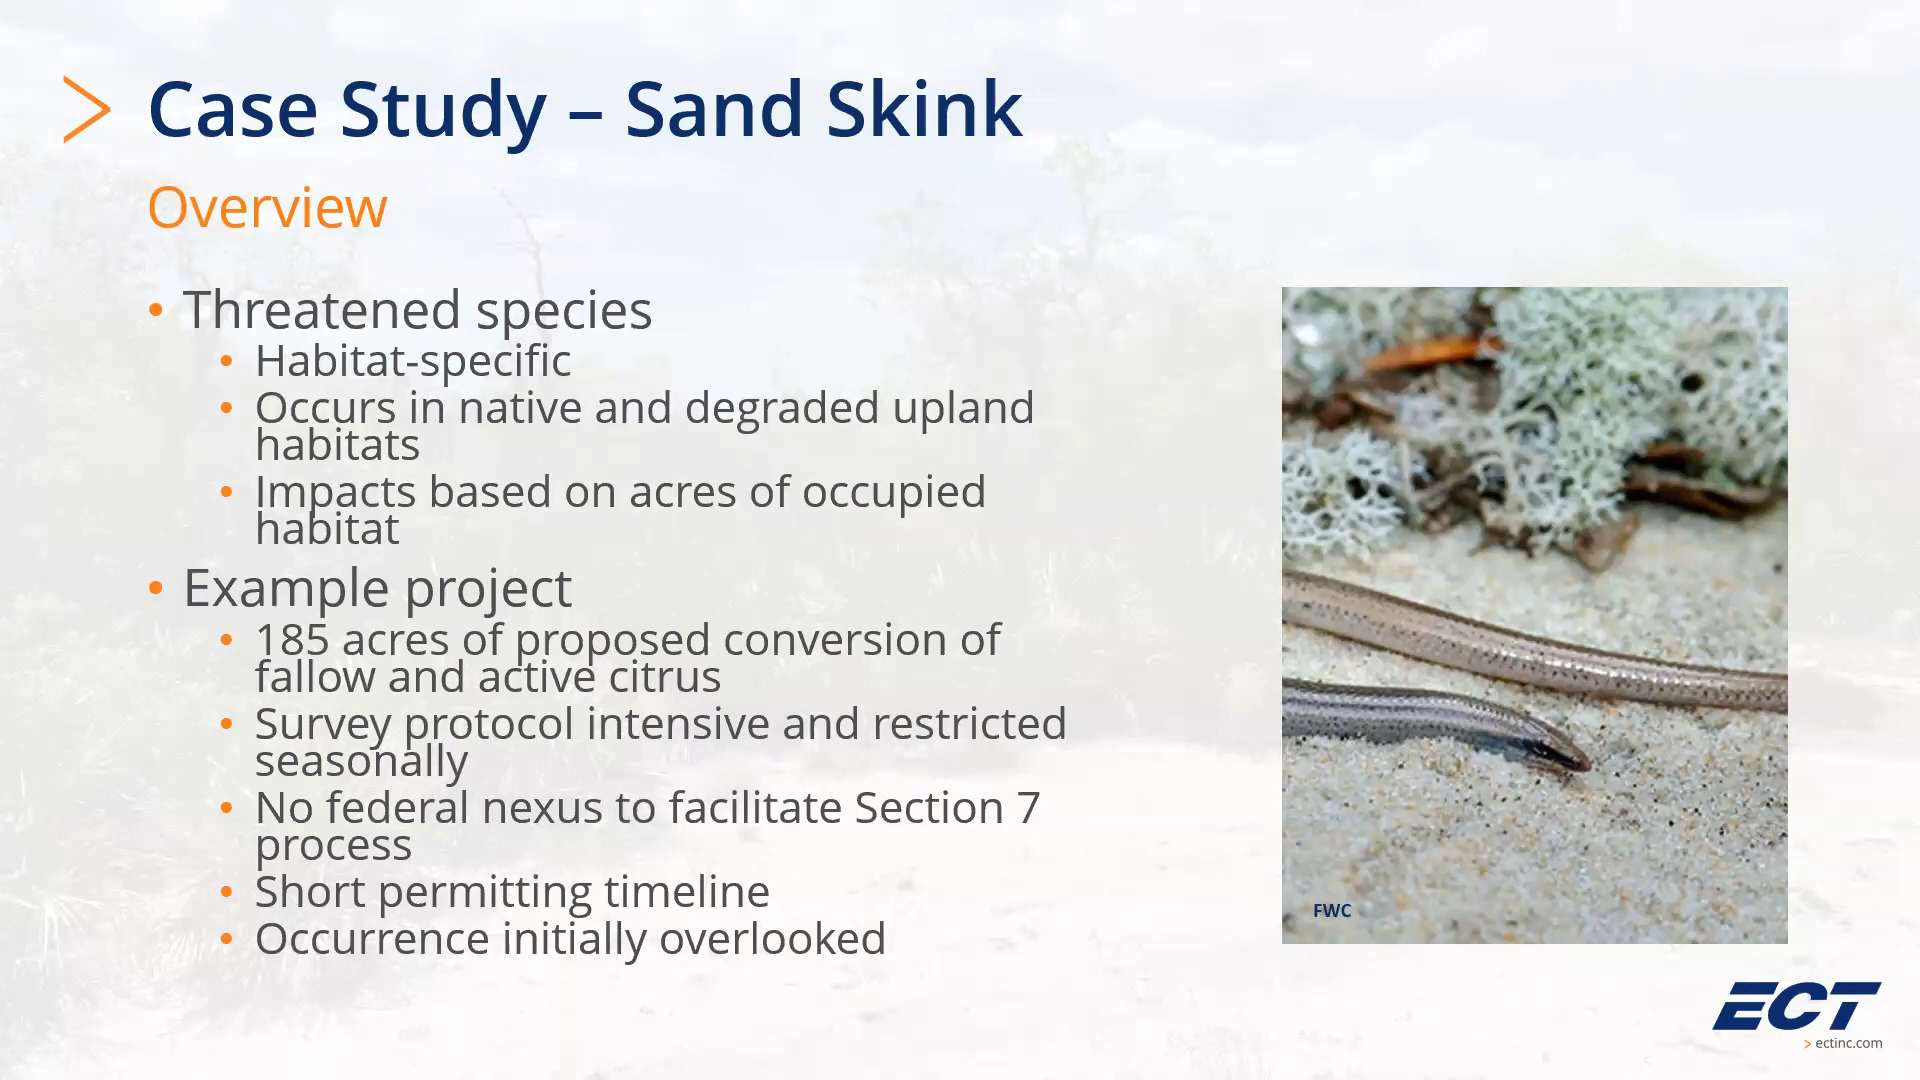 Case Study – Sand Skink
Overview
• Threatened species
• Habitat-specific
• Occurs in native and degraded upland
habitats
• Impacts based on acres of occupied
habitat
• Example project
• 185 acres of proposed conversion of
fallow and active citrus
• Survey protocol intensive and restricted
seasonally
• No federal nexus to facilitate Section 7
process
• Short permitting timeline
• Occurrence initially overlooked
FWC
ECT
> ectinc.com